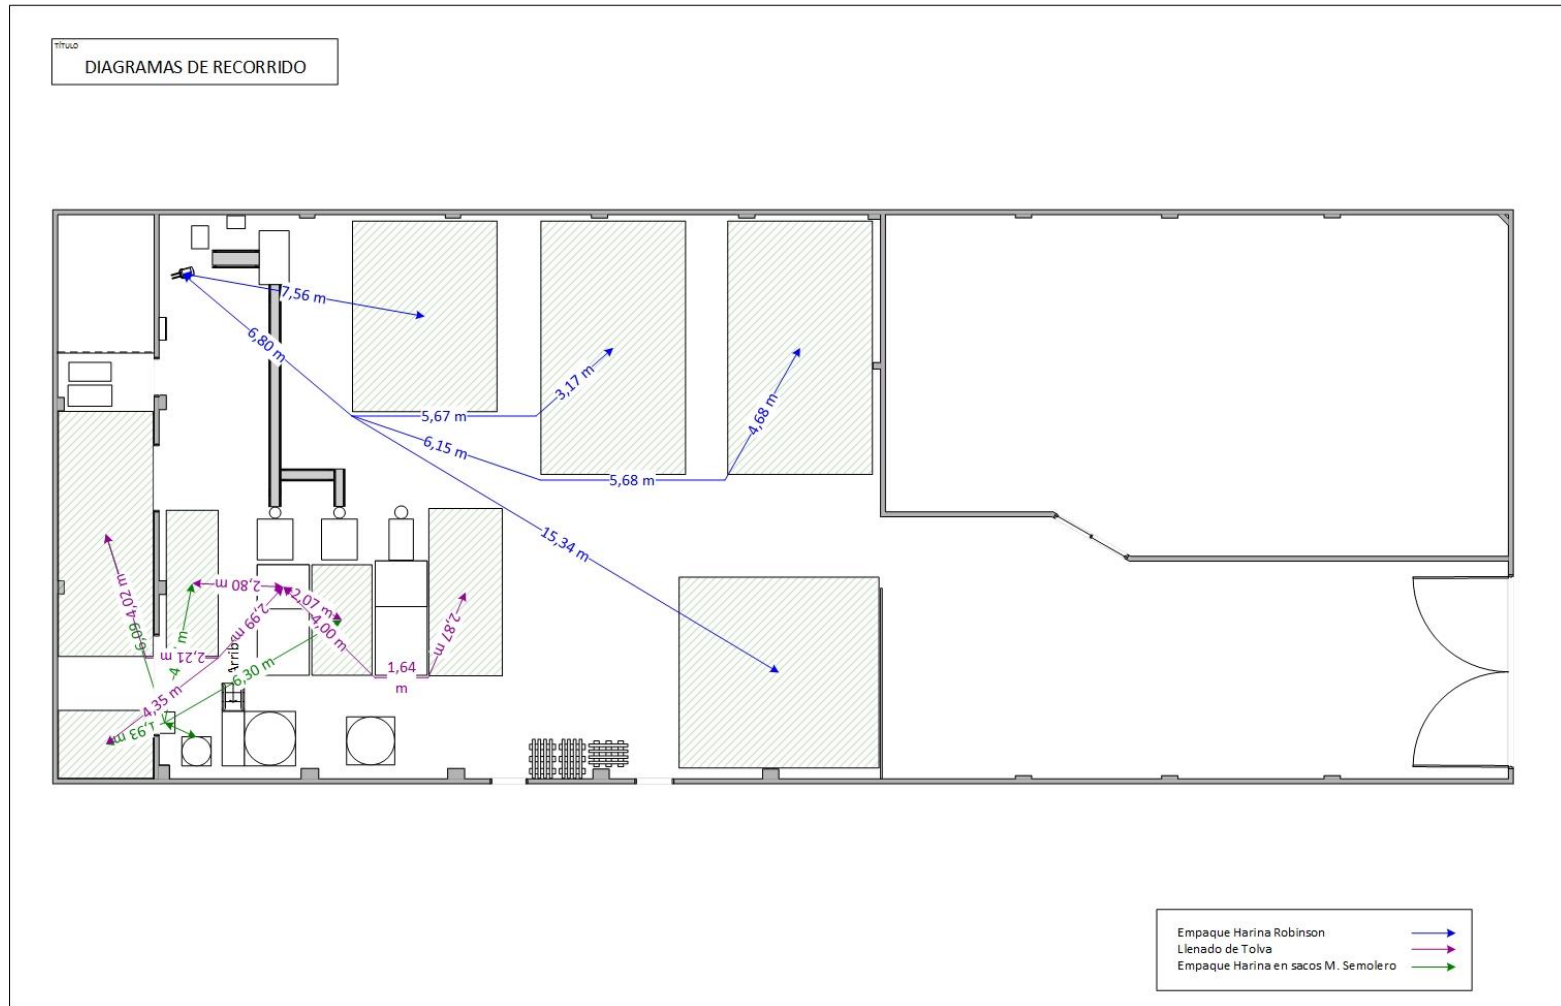 TÍTULO
DIAGRAMAS DE RECORRIDO
7,56 m
6,80 m
5,67 m
3,17 m
6,15 m
4,68 m
5,68 m
15,34 m
4,02 m
6,09
2,80 m
2,07 m
2,99 m
4,00 m
2,87 m
2,21 m
m
Arriba
6,30 m
1,64
m
4,35 m
1,93 m
Empaque Harina Robinson
Llenado de Tolva
Empaque Harina en sacos M. Semolero